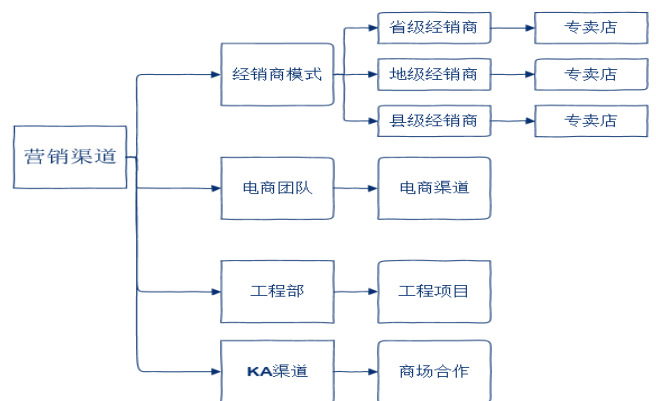 营销渠道
经销商模式
省级经销商
专卖店
地级经销商
专卖店
县级经销商
专卖店
电商团队
电商渠道
工程部
工程项目
KA渠道
商场合作